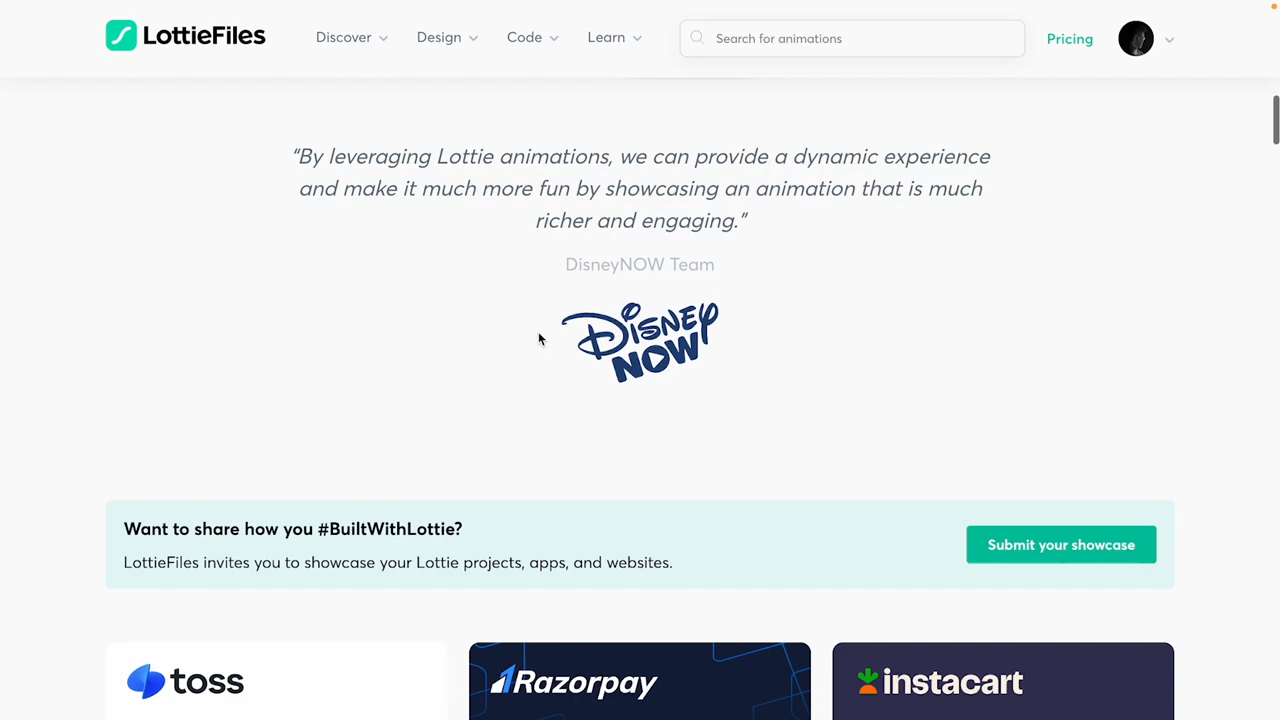 LottieFiles
Discover
Design
Code
Learn
Search for animations
Pricing
“By leveraging Lottie animations, we can provide a dynamic experience
and make it much more fun by showcasing an animation that is much
richer and engaging.”
DisneyNOW Team
DISNEY
NOW
Want to share how you #BuiltWithLottie?
LottieFiles invites you to showcase your Lottie projects, apps, and websites.
Submit your showcase
toss
Razorpay
instacart